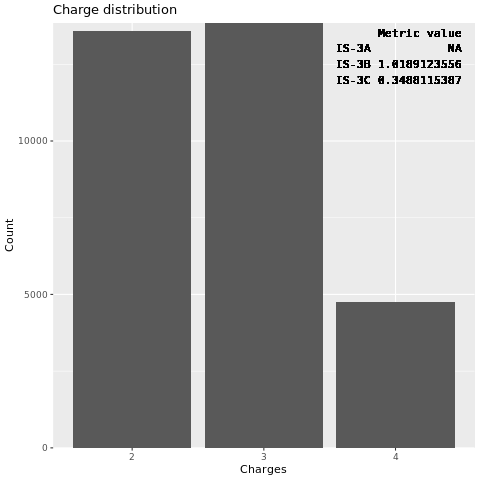 Charge distribution
Metric value
IS-3A NA
IS-3B 1.0189123556
IS-3C 0.3488115387
10000
5000
0
Count
2 3 4
Charges